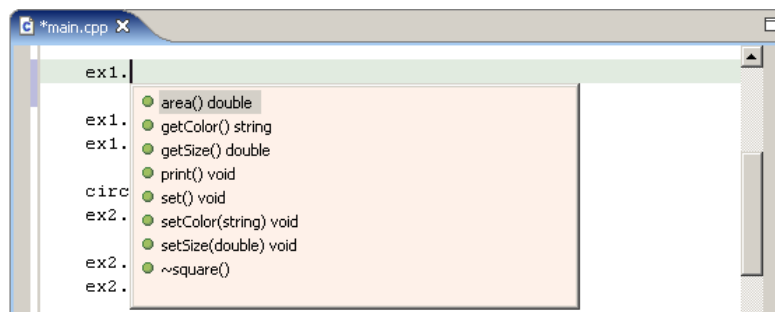 *main.cpp
ex1.
area() double
ex1.
getColor() string
ex1.
getSize() double
print() void
circ
set() void
ex2.
setColor(string) void
setSize(double) void
ex2.
~square()
ex2.